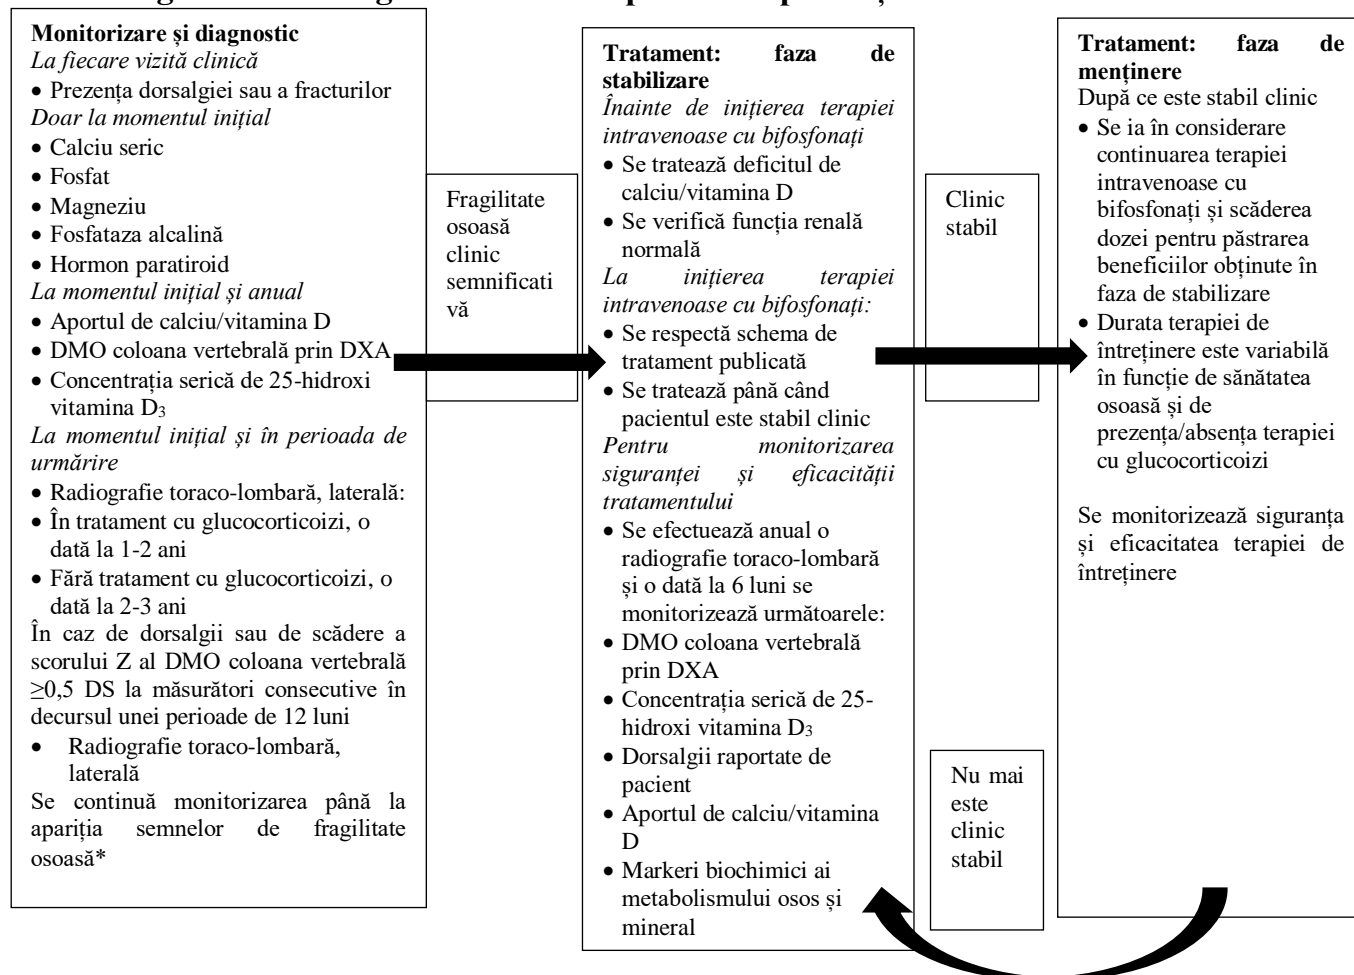 Monitorizare și diagnostic
La fiecare vizită clinică
• Prezența dorsalgiei sau a fracturilor
Doar la momentul inițial
• Calciu seric
• Fosfat
• Magneziu
• Fosfataza alcalină
• Hormon paratiroid
La momentul inițial și anual
• Aportul de calciu/vitamina D
• DMO coloana vertebrală prin DXA
• Concentrația serică de 25-hidroxi
vitamina D₃
La momentul inițial și în perioada de
urmărire
• Radiografie toraco-lombară, laterală:
• În tratament cu glucocorticoizi, o
dată la 1-2 ani
• Fără tratament cu glucocorticoizi, o
dată la 2-3 ani
În caz de dorsalgii sau de scădere a
scorului Z al DMO coloana vertebrală
≥0,5 DS la măsurători consecutive în
decursul unei perioade de 12 luni
• Radiografie toraco-lombară,
laterală
Se continuă monitorizarea până la
apariția semnelor de fragilitate
osoasă*
Fragilitate
osoasă
clinic
semnificati
vă
Tratament: faza de
stabilizare
Înainte de inițierea terapiei
intravenoase cu bifosfonați
• Se tratează deficitul de
calciu/vitamina D
• Se verifică funcția renală
normală
La inițierea terapiei
intravenoase cu bifosfonați:
• Se respectă schema de
tratament publicată
• Se tratează până când
pacientul este stabil clinic
Pentru monitorizarea
siguranței și eficacității
tratamentului
• Se efectuează anual o
radiografie toraco-lombară
și o dată la 6 luni se
monitorizează următoarele:
• DMO coloana vertebrală
prin DXA
• Concentrația serică de 25-
hidroxi vitamina D₃
• Dorsalgii raportate de
pacient
• Aportul de calciu/vitamina
D
• Markeri biochimici ai
metabolismului osos și
mineral
Clinic
stabil
Nu mai
este
clinic
stabil
Tratament: faza de
menținere
După ce este stabil clinic
• Se ia în considerare
continuarea terapiei
intravenoase cu
bifosfonați și scăderea
dozei pentru păstrarea
beneficiilor obținute în
faza de stabilizare
• Durata terapiei de
întreținere este variabilă
în funcție de sănătatea
osoasă și de
prezența/absența terapiei
cu glucocorticoizi
Se monitorizează siguranța
și eficacitatea terapiei de
întreținere